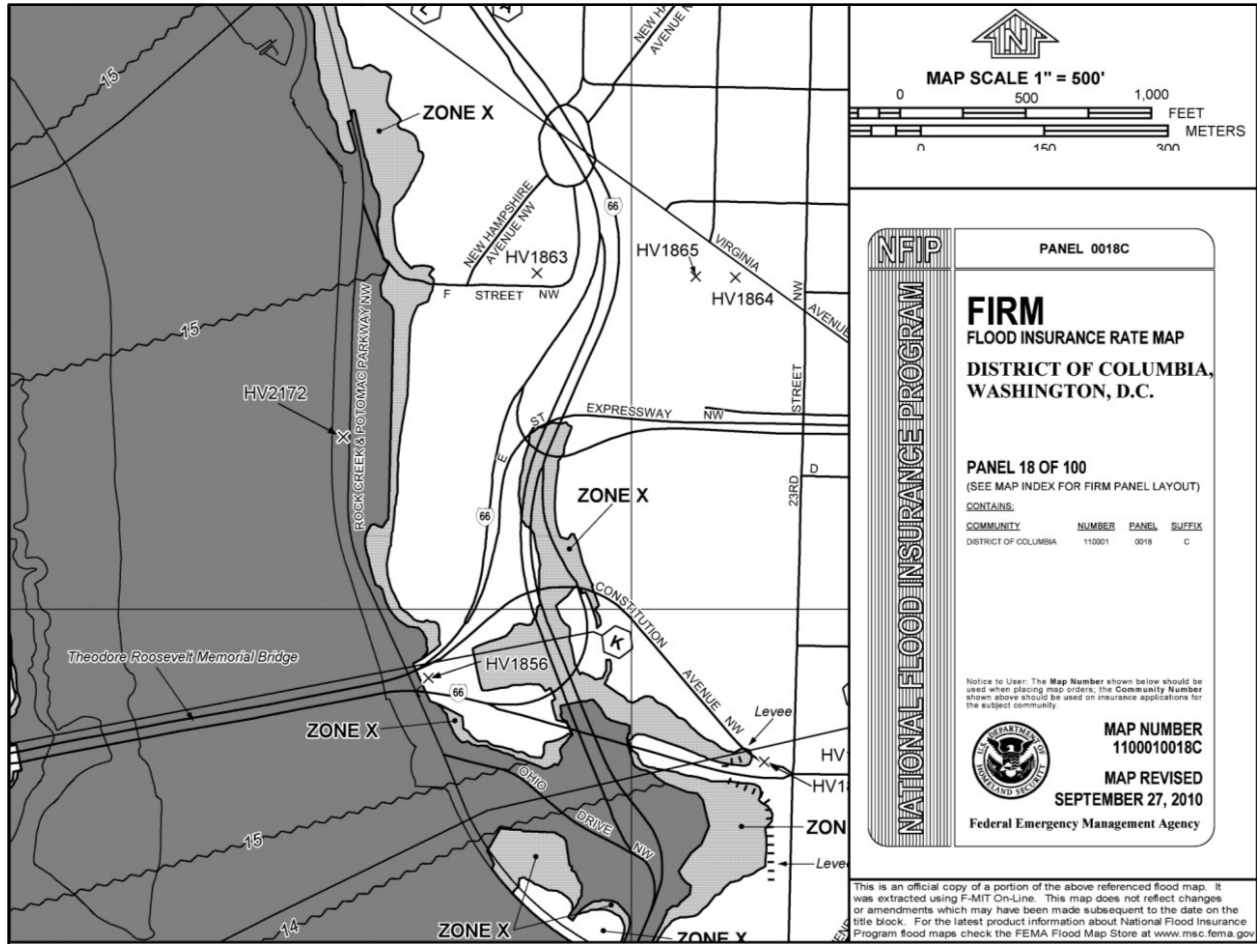 15
ZONE X
NEW HAMPSHIRE
AVENUE NW
66
HV1863
HV1865
HV1864
VIRGINIA
AVENUE
F STREET NW
15
HV2172
ROCK CREEK & POTOMAC PARKWAY NW
E ST EXPRESSWAY NW
STREET NW
23RD
D
66
ZONE X
CONSTITUTION
AVENUE NW
K
Theodore Roosevelt Memorial Bridge
HV1856
66
ZONE X
Levee
OHIO
DRIVE
NW
15
14
ZONE X
ZONE X
MAP SCALE 1" = 500'
0 500 1,000
FEET
METERS
0 150 300
NFIP
NATIONAL FLOOD INSURANCE PROGRAM
PANEL 0018C
FIRM
FLOOD INSURANCE RATE MAP
DISTRICT OF COLUMBIA,
WASHINGTON, D.C.
PANEL 18 OF 100
(SEE MAP INDEX FOR FIRM PANEL LAYOUT)
CONTAINS:
COMMUNITY NUMBER PANEL SUFFIX
DISTRICT OF COLUMBIA 110001 0018 C
Notice to User: The Map Number shown below should be
used when placing map orders; the Community Number
shown above should be used on insurance applications for
the subject community.
U.S. DEPARTMENT OF
HOMELAND SECURITY
MAP NUMBER
1100010018C
MAP REVISED
SEPTEMBER 27, 2010
Federal Emergency Management Agency
This is an official copy of a portion of the above referenced flood map. It
was extracted using F-MIT On-Line. This map does not reflect changes
or amendments which may have been made subsequent to the date on the
title block. For the latest product information about National Flood Insurance
Program flood maps check the FEMA Flood Map Store at www.msc.fema.gov